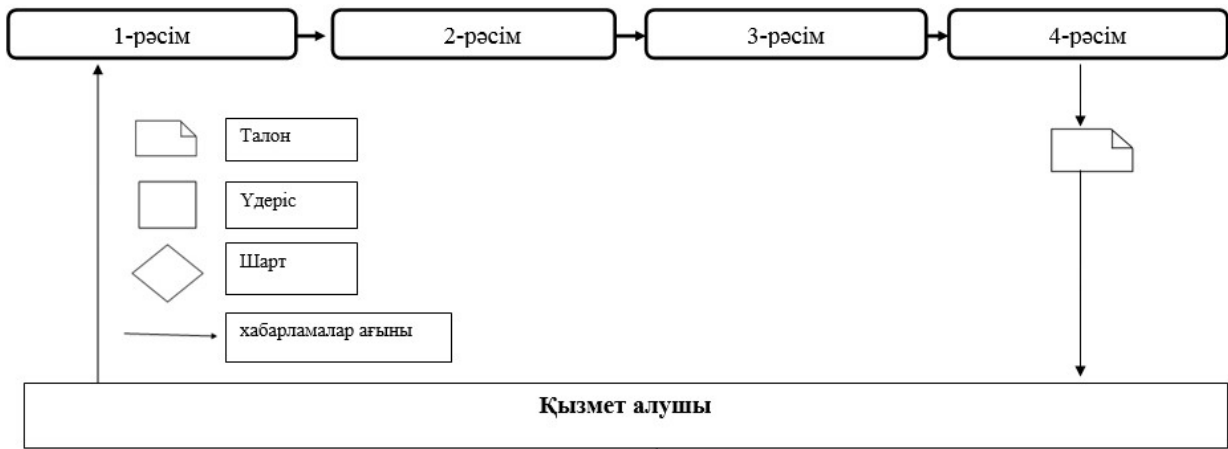 1-рәсім
2-рәсім
3-рәсім
4-рәсім
Талон
Үдеріс
Шарт
хабарламалар ағыны
Қызмет алушы